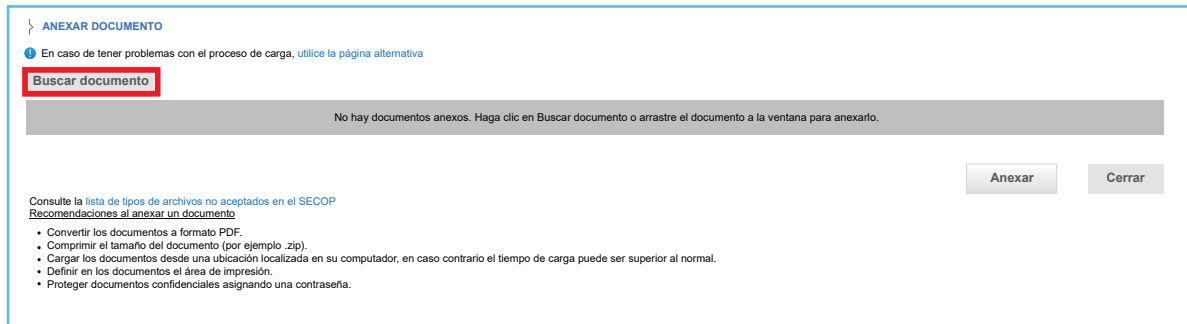 ANEXAR DOCUMENTO
En caso de tener problemas con el proceso de carga, utilice la página alternativa
Buscar documento
No hay documentos anexos. Haga clic en Buscar documento o arrastre el documento a la ventana para anexarlo.
Anexar Cerrar
Consulte la lista de tipos de archivos no aceptados en el SECOP
Recomendaciones al anexar un documento
• Convertir los documentos a formato PDF.
• Comprimir el tamaño del documento (por ejemplo .zip).
• Cargar los documentos desde una ubicación localizada en su computador, en caso contrario el tiempo de carga puede ser superior al normal.
• Definir en los documentos el área de impresión.
• Proteger documentos confidenciales asignando una contraseña.